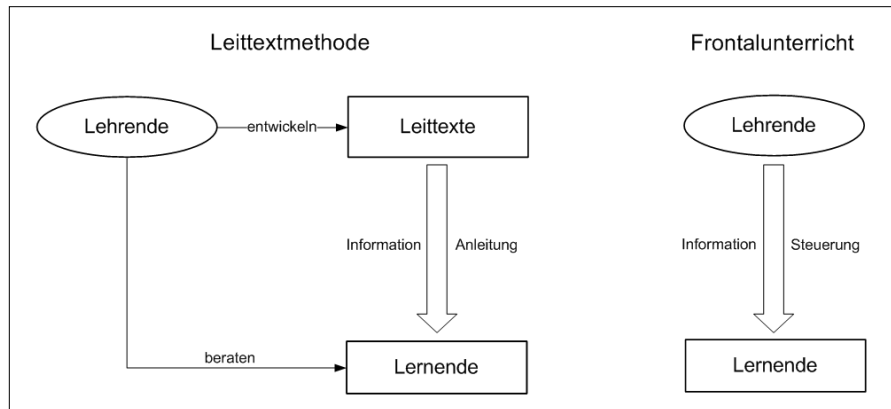 Leittextmethode
Frontalunterricht
Lehrende
entwickeln
Leittexte
Lehrende
Information
Anleitung
Information
Steuerung
beraten
Lernende
Lernende